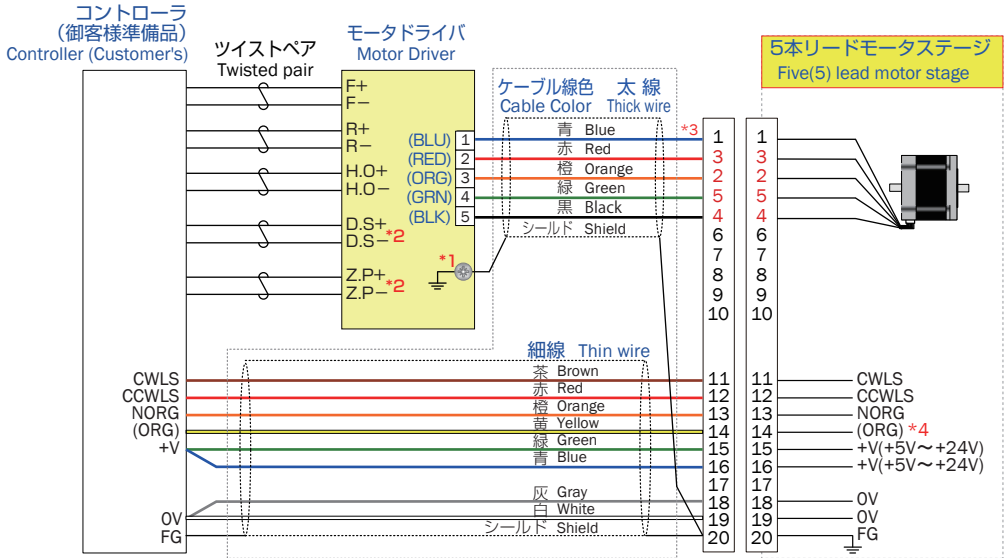 コントローラ
(御客様準備品)
Controller (Customer's)
ツイストペア
Twisted pair
モータドライバ
Motor Driver
5本リードモータステージ
Five(5) lead motor stage
ケーブル線色 太 線
Cable Color Thick wire
F+
F−
R+
R−
H.O+
H.O−
D.S+
D.S− *2
Z.P+
Z.P− *2
*1
(BLU) 1
(RED) 2
(ORG) 3
(GRN) 4
(BLK) 5
青 Blue
赤 Red
橙 Orange
緑 Green
黒 Black
シールド Shield
*3
1 1
3 3
2 2
5 5
4 4
6 6
7 7
8 8
9 9
10 10
細線 Thin wire
CWLS 茶 Brown 11 11 CWLS
CCWLS 赤 Red 12 12 CCWLS
NORG 橙 Orange 13 13 NORG
(ORG) 黄 Yellow 14 14 (ORG) *4
+V 緑 Green 15 15 +V(+5V〜+24V)
青 Blue 16 16 +V(+5V〜+24V)
17 17
灰 Gray 18 18 0V
0V 白 White 19 19 0V
FG シールド Shield 20 20 FG